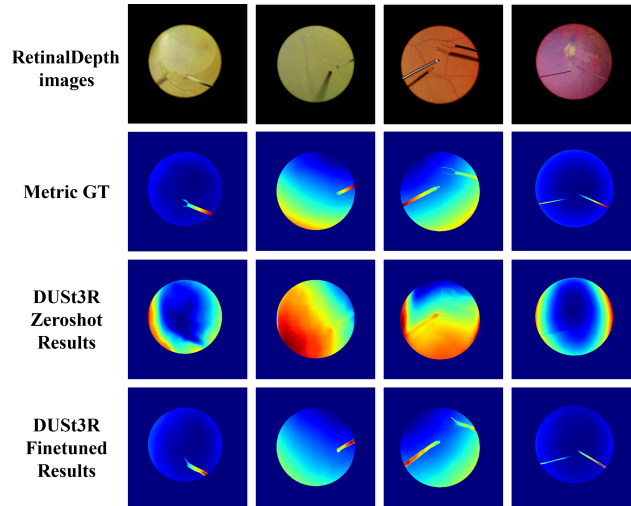 RetinalDepth
images
Metric GT
DUSt3R
Zeroshot
Results
DUSt3R
Finetuned
Results